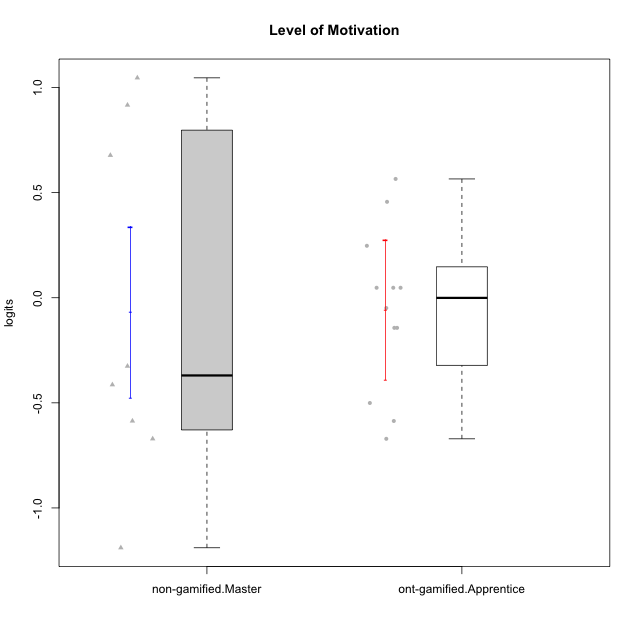 Level of Motivation
logits
1.0
0.5
0.0
-0.5
-1.0
non-gamified.Master
ont-gamified.Apprentice